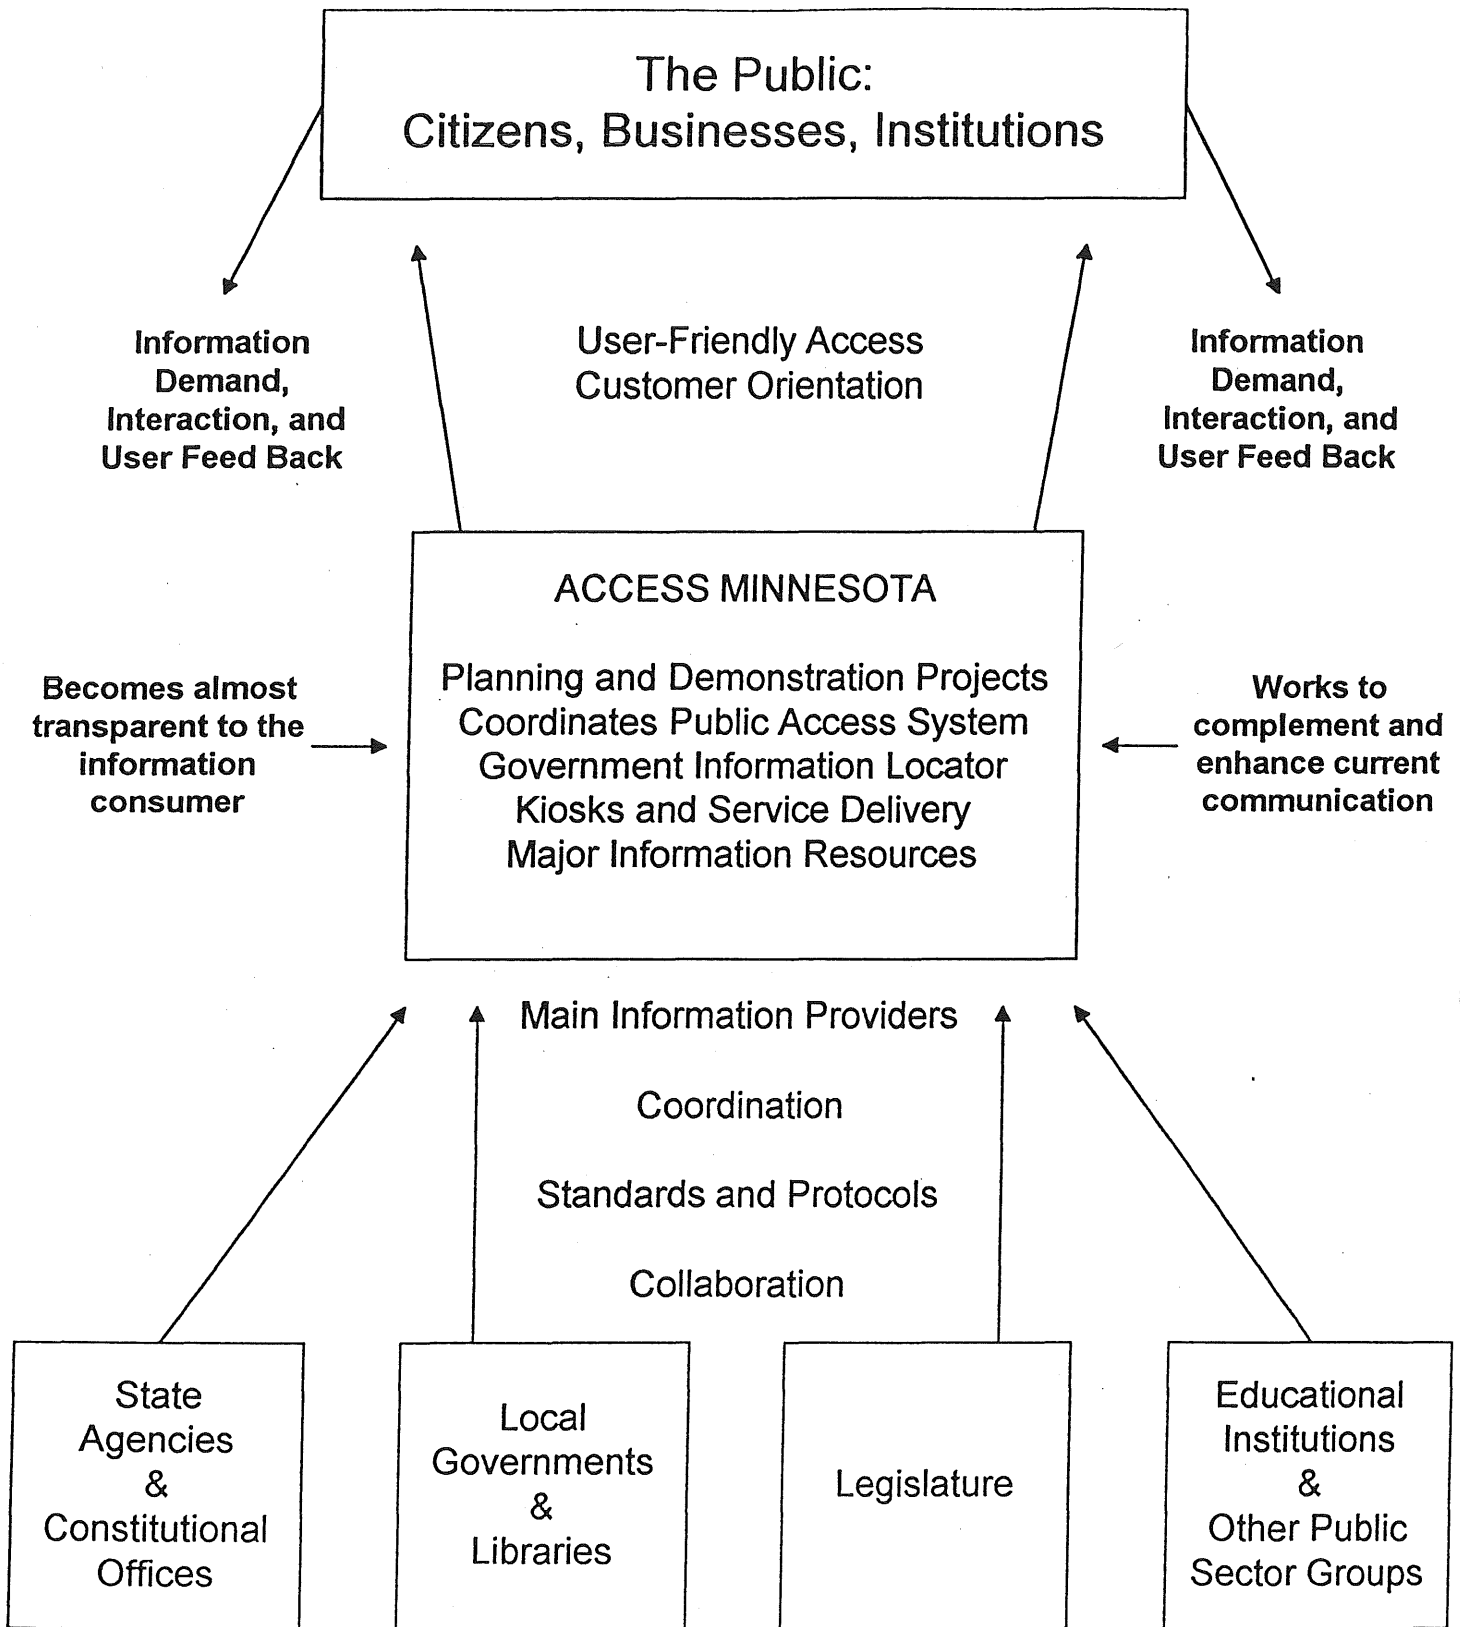 The Public:
Citizens, Businesses, Institutions
Information
Demand,
Interaction, and
User Feed Back
User-Friendly Access
Customer Orientation
Information
Demand,
Interaction, and
User Feed Back
ACCESS MINNESOTA
Planning and Demonstration Projects
Coordinates Public Access System
Government Information Locator
Kiosks and Service Delivery
Major Information Resources
Becomes almost
transparent to the
information
consumer
Works to
complement and
enhance current
communication
Main Information Providers
Coordination
Standards and Protocols
Collaboration
State
Agencies
&
Constitutional
Offices
Local
Governments
&
Libraries
Legislature
Educational
Institutions
&
Other Public
Sector Groups